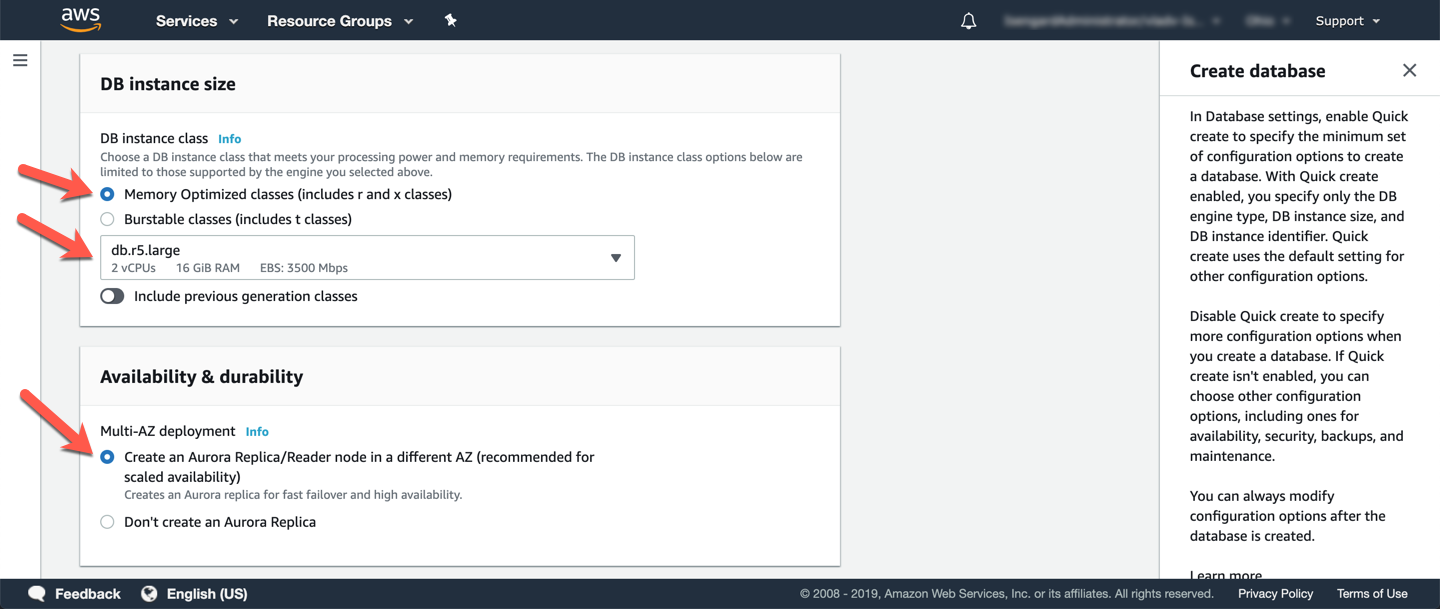 aws
Services
Resource Groups
Support
DB instance size
DB instance class Info
Choose a DB instance class that meets your processing power and memory requirements. The DB instance class options below are
limited to those supported by the engine you selected above.
Memory Optimized classes (includes r and x classes)
Burstable classes (includes t classes)
db.r5.large
2 vCPUs 16 GiB RAM EBS: 3500 Mbps
Include previous generation classes
Availability & durability
Multi-AZ deployment Info
Create an Aurora Replica/Reader node in a different AZ (recommended for
scaled availability)
Creates an Aurora replica for fast failover and high availability.
Don't create an Aurora Replica
Create database
In Database settings, enable Quick
create to specify the minimum set
of configuration options to create
a database. With Quick create
enabled, you specify only the DB
engine type, DB instance size, and
DB instance identifier. Quick
create uses the default setting for
other configuration options.
Disable Quick create to specify
more configuration options when
you create a database. If Quick
create isn't enabled, you can
choose other configuration
options, including ones for
availability, security, backups, and
maintenance.
You can always modify
configuration options after the
database is created.
Learn more
Feedback
English (US)
© 2008 - 2019, Amazon Web Services, Inc. or its affiliates. All rights reserved.
Privacy Policy
Terms of Use